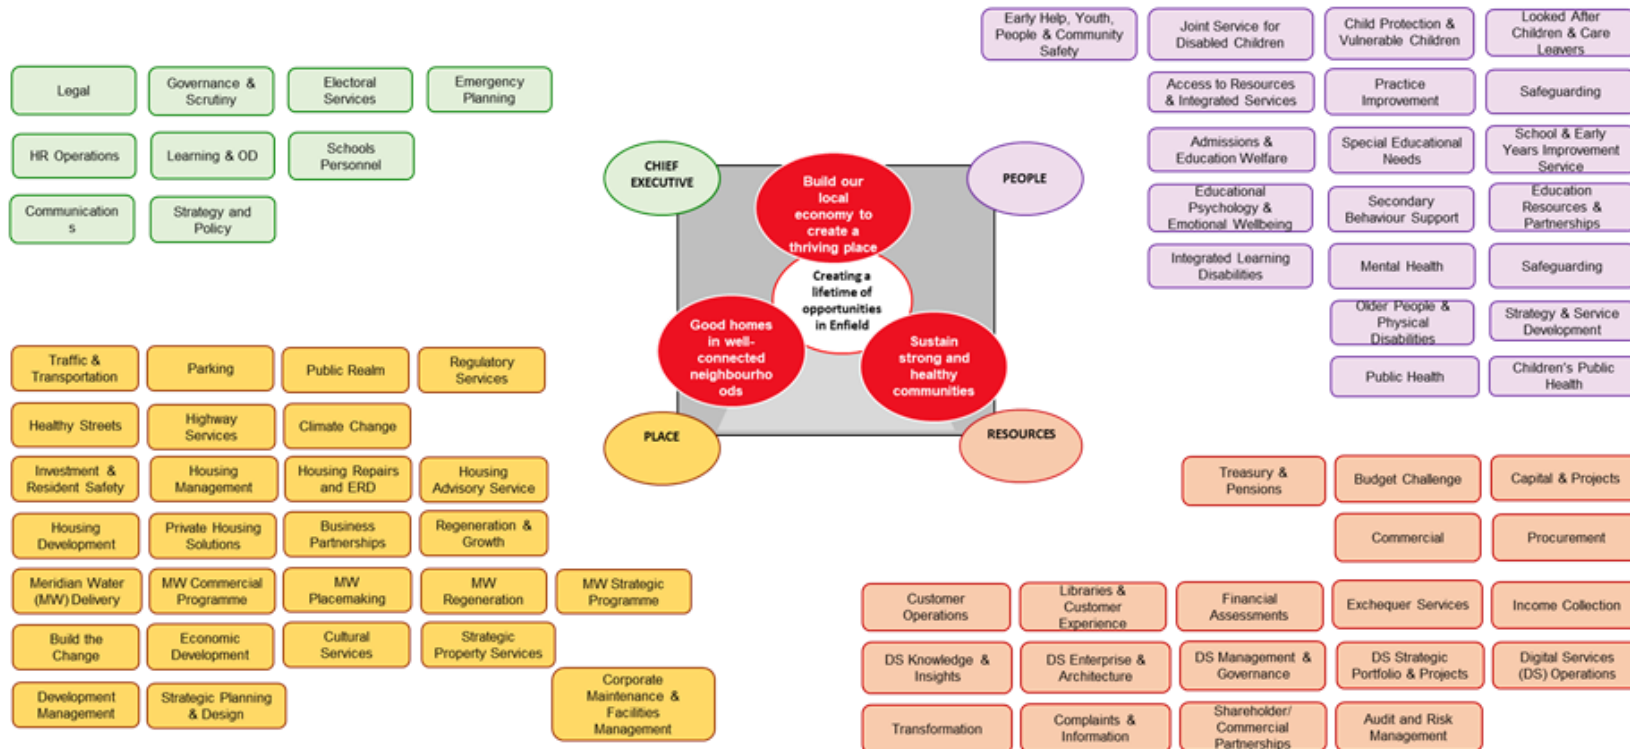 Legal
Governance &
Scrutiny
Electoral
Services
Emergency
Planning
HR Operations
Learning & OD
Schools
Personnel
Communication
s
Strategy and
Policy
CHIEF
EXECUTIVE
PEOPLE
PLACE
RESOURCES
Build our
local
economy to
create a
thriving place
Creating a
lifetime of
opportunities
in Enfield
Good homes
in well-
connected
neighbourho
ods
Sustain
strong and
healthy
communities
Early Help, Youth,
People & Community
Safety
Joint Service for
Disabled Children
Child Protection &
Vulnerable Children
Looked After
Children & Care
Leavers
Access to Resources
& Integrated Services
Practice
Improvement
Safeguarding
Admissions &
Education Welfare
Special Educational
Needs
School & Early
Years Improvement
Service
Educational
Psychology &
Emotional Wellbeing
Secondary
Behaviour Support
Education
Resources &
Partnerships
Integrated Learning
Disabilities
Mental Health
Safeguarding
Older People &
Physical
Disabilities
Strategy & Service
Development
Public Health
Children's Public
Health
Traffic &
Transportation
Parking
Public Realm
Regulatory
Services
Healthy Streets
Highway
Services
Climate Change
Investment &
Resident Safety
Housing
Management
Housing Repairs
and ERD
Housing
Advisory Service
Housing
Development
Private Housing
Solutions
Business
Partnerships
Regeneration &
Growth
Meridian Water
(MW) Delivery
MW Commercial
Programme
MW
Placemaking
MW
Regeneration
MW Strategic
Programme
Build the
Change
Economic
Development
Cultural
Services
Strategic
Property Services
Development
Management
Strategic Planning
& Design
Corporate
Maintenance &
Facilities
Management
Treasury &
Pensions
Budget Challenge
Capital & Projects
Commercial
Procurement
Customer
Operations
Libraries &
Customer
Experience
Financial
Assessments
Exchequer Services
Income Collection
DS Knowledge &
Insights
DS Enterprise &
Architecture
DS Management &
Governance
DS Strategic
Portfolio & Projects
Digital Services
(DS) Operations
Transformation
Complaints &
Information
Shareholder/
Commercial
Partnerships
Audit and Risk
Management